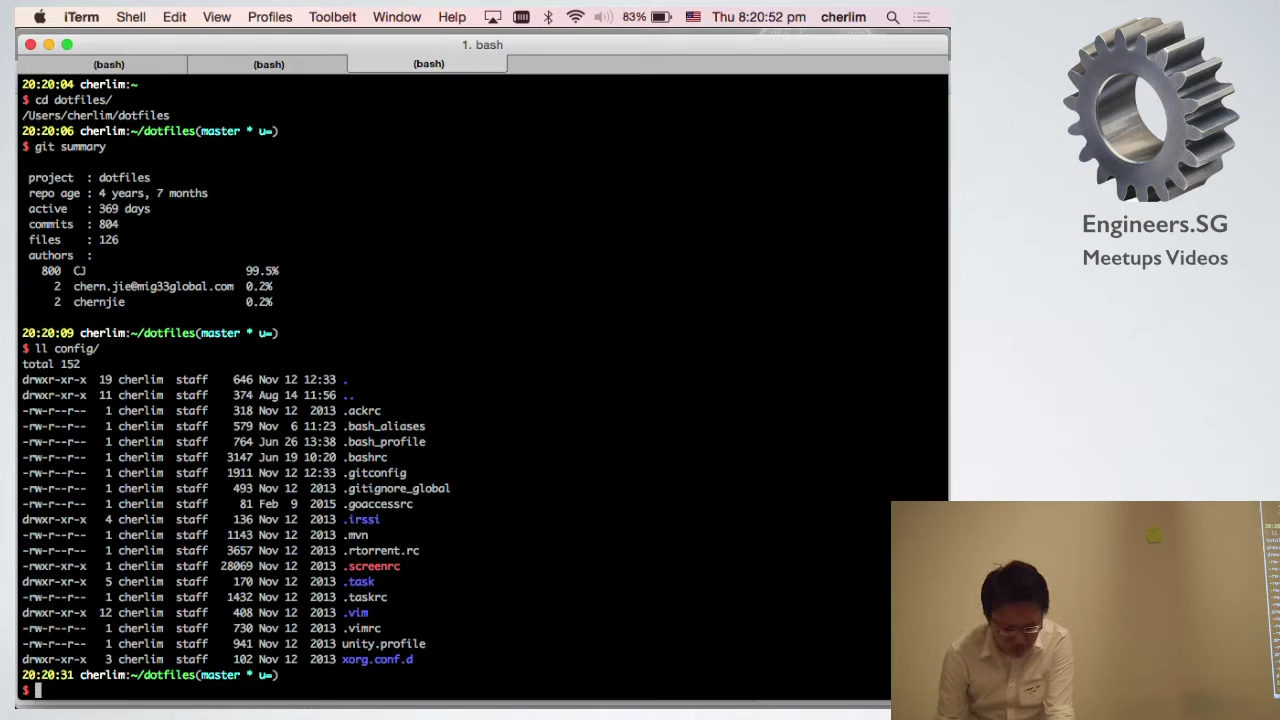 iTerm Shell Edit View Profiles Toolbelt Window Help 83% Thu 8:20:52 pm cherlim
1. bash
(bash) (bash) (bash)
20:20:04 cherlim:~
$ cd dotfiles/
/Users/cherlim/dotfiles
20:20:06 cherlim:~/dotfiles(master * u=)
$ git summary
project : dotfiles
repo age : 4 years, 7 months
active : 369 days
commits : 804
files : 126
authors :
800 CJ 99.5%
2 chern.jie@mig33global.com 0.2%
2 chernjie 0.2%
20:20:09 cherlim:~/dotfiles(master * u=)
$ ll config/
total 152
drwxr-xr-x 19 cherlim staff 646 Nov 12 12:33 .
drwxr-xr-x 11 cherlim staff 374 Aug 14 11:56 ..
-rw-r--r-- 1 cherlim staff 318 Nov 12 2013 .ackrc
-rw-r--r-- 1 cherlim staff 579 Nov 6 11:23 .bash_aliases
-rw-r--r-- 1 cherlim staff 764 Jun 26 13:38 .bash_profile
-rw-r--r-- 1 cherlim staff 3147 Jun 19 10:20 .bashrc
-rw-r--r-- 1 cherlim staff 1911 Nov 12 12:33 .gitconfig
-rw-r--r-- 1 cherlim staff 493 Nov 12 2013 .gitignore_global
-rw-r--r-- 1 cherlim staff 81 Feb 9 2015 .goaccessrc
drwxr-xr-x 4 cherlim staff 136 Nov 12 2013 .irssi
-rw-r--r-- 1 cherlim staff 1143 Nov 12 2013 .mvn
-rw-r--r-- 1 cherlim staff 3657 Nov 12 2013 .rtorrent.rc
-rw-r--r-- 1 cherlim staff 28069 Nov 12 2013 .screenrc
drwxr-xr-x 5 cherlim staff 170 Nov 12 2013 .task
-rw-r--r-- 1 cherlim staff 1432 Nov 12 2013 .taskrc
drwxr-xr-x 12 cherlim staff 408 Nov 12 2013 .vim
-rw-r--r-- 1 cherlim staff 730 Nov 12 2013 .vimrc
-rw-r--r-- 1 cherlim staff 941 Nov 12 2013 unity.profile
drwxr-xr-x 3 cherlim staff 102 Nov 12 2013 xorg.conf.d
20:20:31 cherlim:~/dotfiles(master * u=)
$
Engineers.SG
Meetups Videos